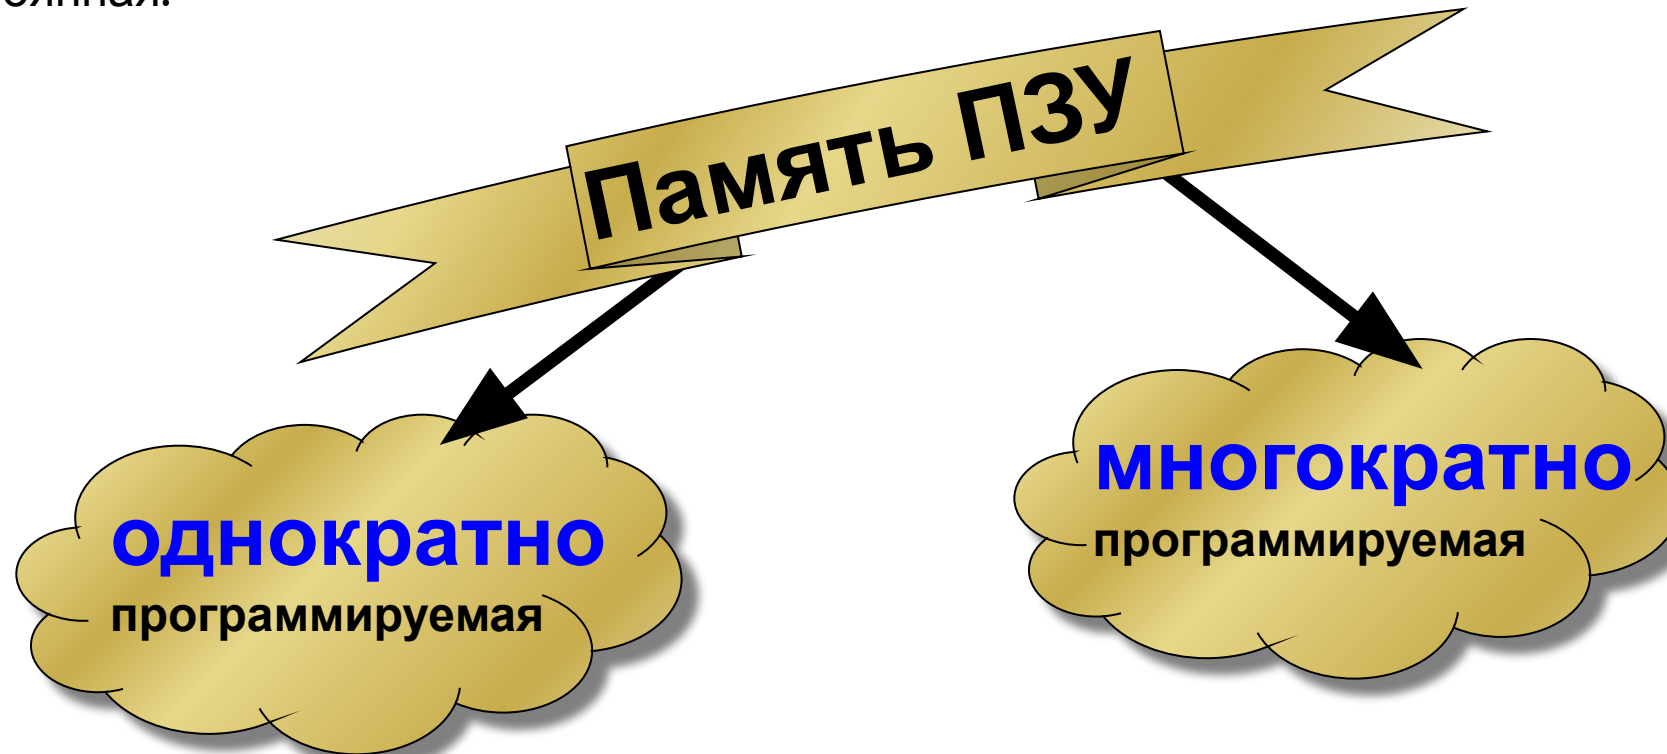 Память ПЗУ
однократно
программируемая
многократно
программируемая